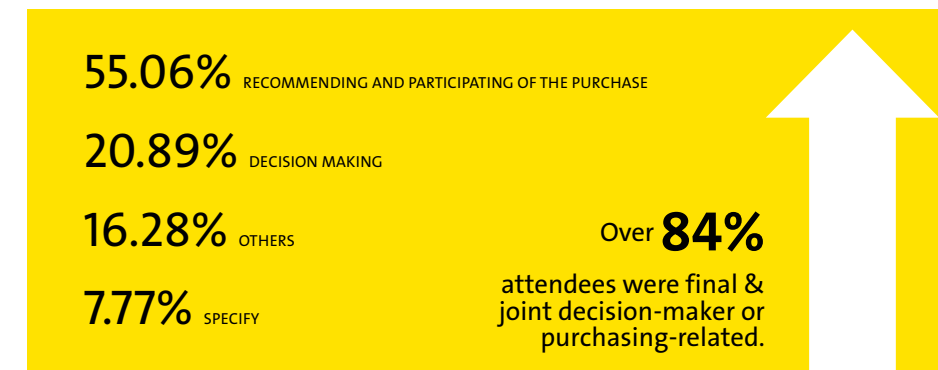 55.06% RECOMMENDING AND PARTICIPATING OF THE PURCHASE
20.89% DECISION MAKING
16.28% OTHERS
7.77% SPECIFY
Over 84%
attendees were final &
joint decision-maker or
purchasing-related.